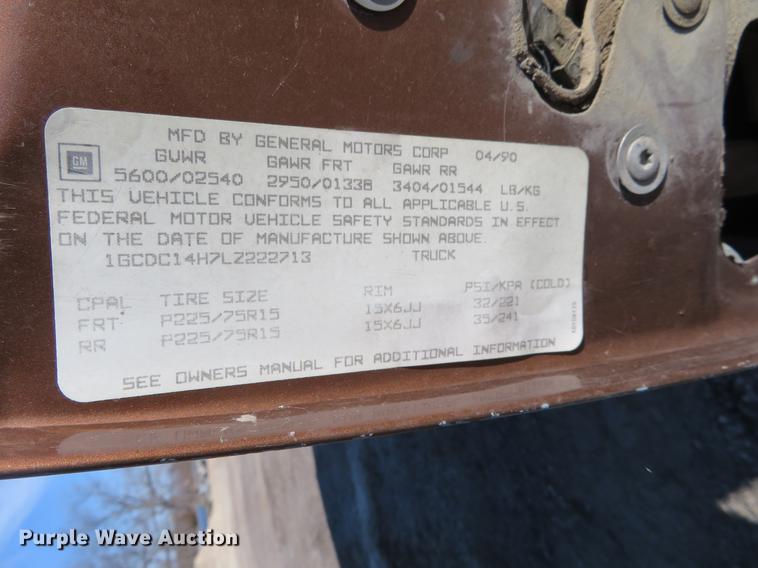 MFD BY GENERAL MOTORS CORP 04/90
GM
GVWR GAWR FRT GAWR RR
5600/02540 2950/01338 3404/01544 LB/KG
THIS VEHICLE CONFORMS TO ALL APPLICABLE U.S.
FEDERAL MOTOR VEHICLE SAFETY STANDARDS IN EFFECT
ON THE DATE OF MANUFACTURE SHOWN ABOVE.
1GCDC14H7LZ222713 TRUCK
CPAL TIRE SIZE RIM PSI/KPA (COLD)
FRT P225/75R15 15X6JJ 32/221
RR P225/75R15 15X6JJ 35/241
SEE OWNERS MANUAL FOR ADDITIONAL INFORMATION
Purple Wave Auction